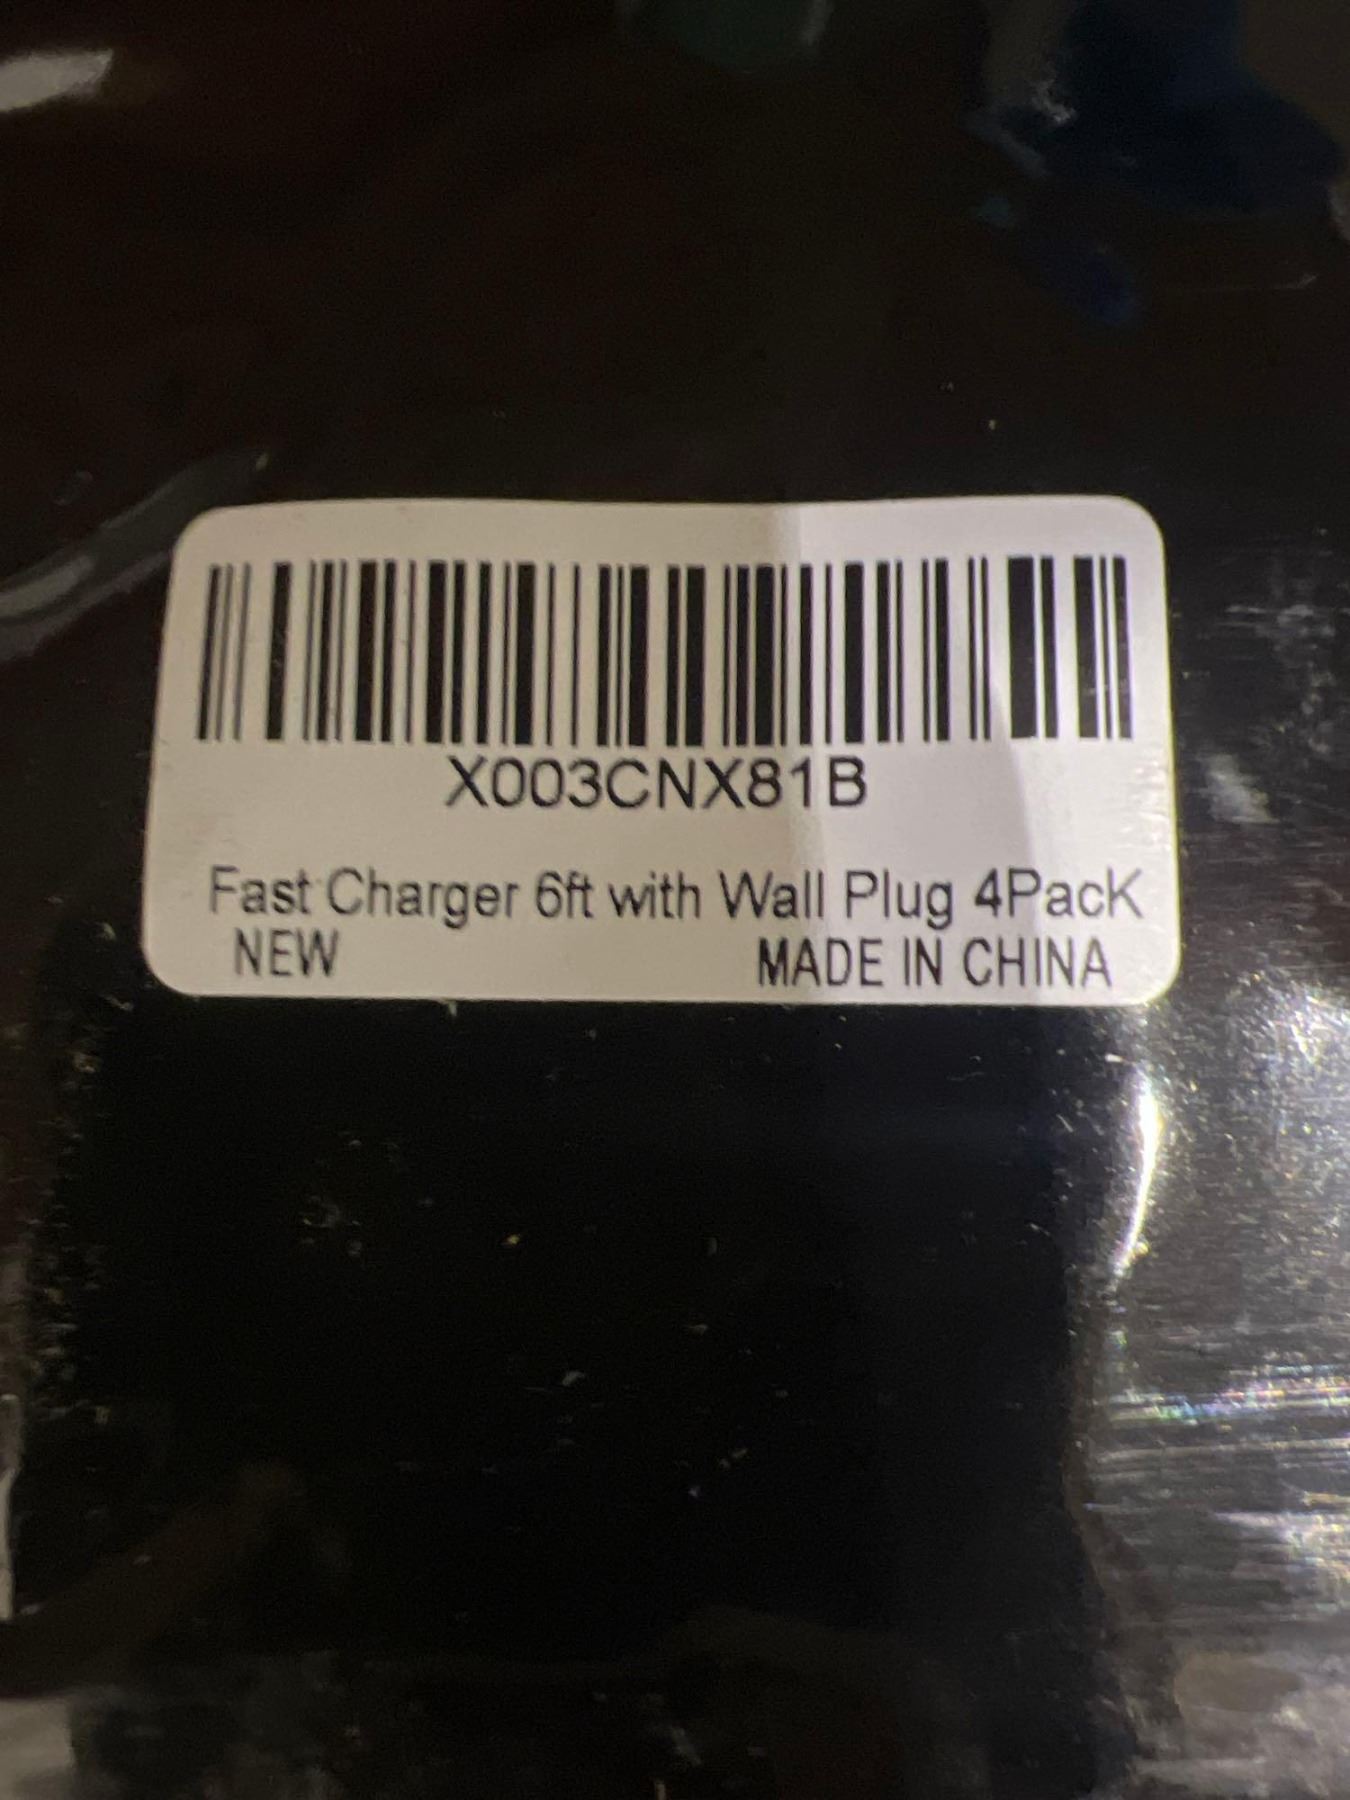 X003CNX81B
Fast Charger 6ft with Wall Plug 4PacK
NEW MADE IN CHINA